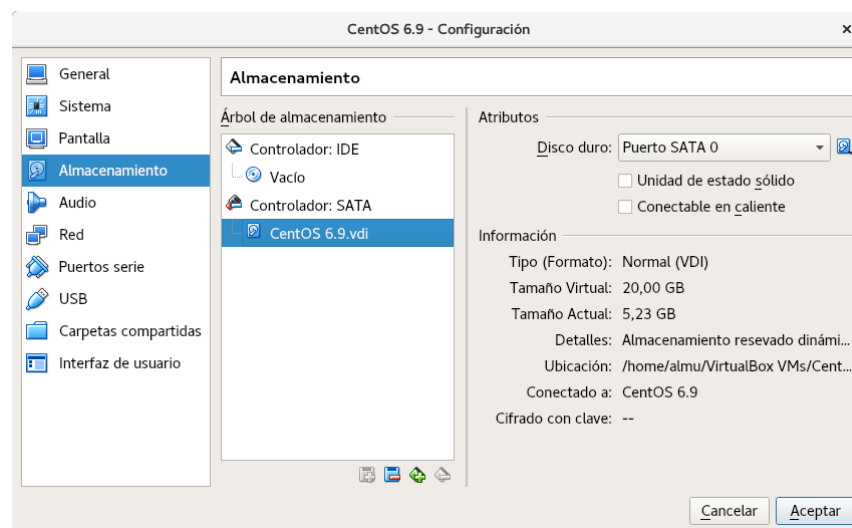 CentOS 6.9 - Configuración
General
Sistema
Pantalla
Almacenamiento
Audio
Red
Puertos serie
USB
Carpetas compartidas
Interfaz de usuario
Almacenamiento
Árbol de almacenamiento
Controlador: IDE
Vacío
Controlador: SATA
CentOS 6.9.vdi
Atributos
Disco duro: Puerto SATA 0
Unidad de estado sólido
Conectable en caliente
Información
Tipo (Formato): Normal (VDI)
Tamaño Virtual: 20,00 GB
Tamaño Actual: 5,23 GB
Detalles: Almacenamiento resevado dinámi...
Ubicación: /home/almu/VirtualBox VMs/Cent...
Conectado a: CentOS 6.9
Cifrado con clave: --
Cancelar Aceptar